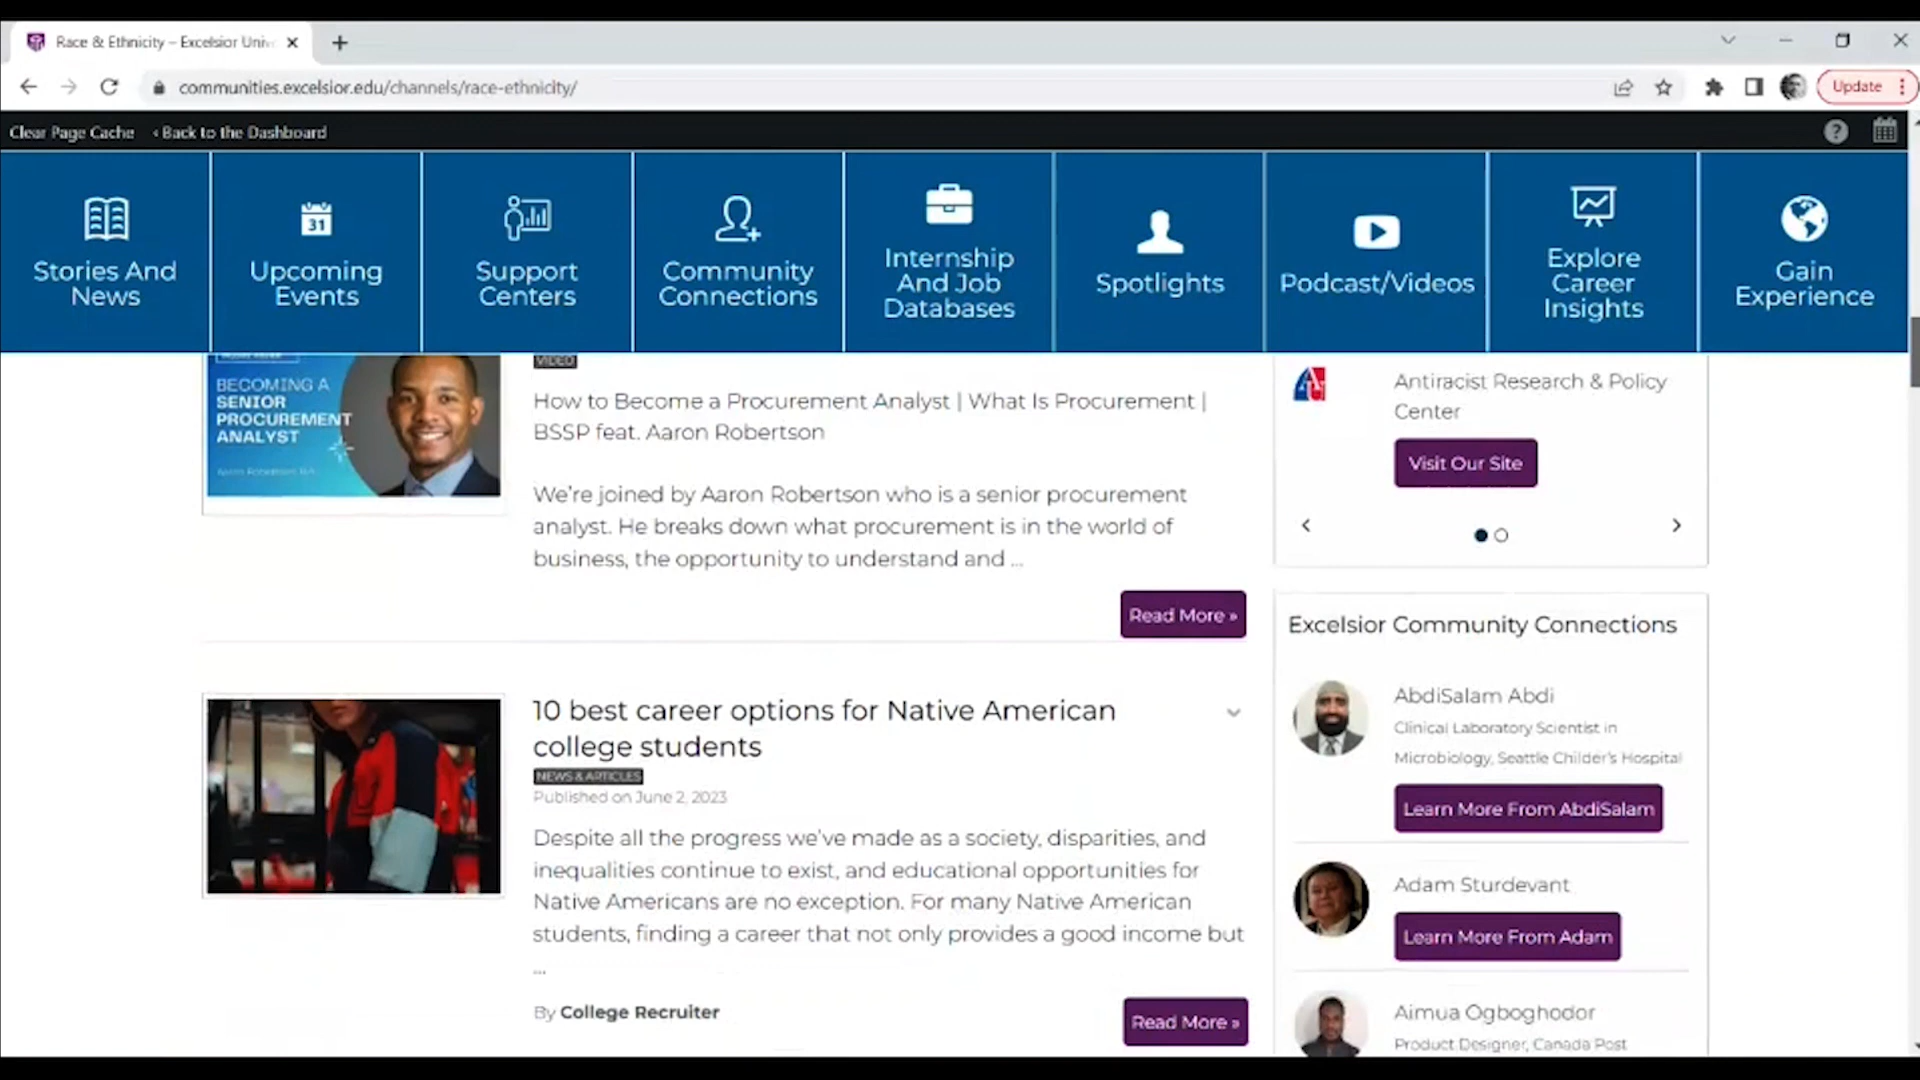 Race & Ethnicity – Excelsior Univ
communities.excelsior.edu/channels/race-ethnicity/
Update
Clear Page Cache
‹ Back to the Dashboard
Stories And
News
31
Upcoming
Events
Support
Centers
Community
Connections
Internship
And Job
Databases
Spotlights
Podcast/Videos
Explore
Career
Insights
Gain
Experience
BECOMING A
SENIOR
PROCUREMENT
ANALYST
VIDEO
How to Become a Procurement Analyst | What Is Procurement |
BSSP feat. Aaron Robertson
We're joined by Aaron Robertson who is a senior procurement
analyst. He breaks down what procurement is in the world of
business, the opportunity to understand and ...
Read More »
10 best career options for Native American
college students
NEWS & ARTICLES
Published on June 2, 2023
Despite all the progress we've made as a society, disparities, and
inequalities continue to exist, and educational opportunities for
Native Americans are no exception. For many Native American
students, finding a career that not only provides a good income but
...
By College Recruiter
Read More »
Antiracist Research & Policy
Center
Visit Our Site
Excelsior Community Connections
AbdiSalam Abdi
Clinical Laboratory Scientist in
Microbiology, Seattle Childer's Hospital
Learn More From AbdiSalam
Adam Sturdevant
Learn More From Adam
Aimua Ogboghodor
Product Designer, Canada Post